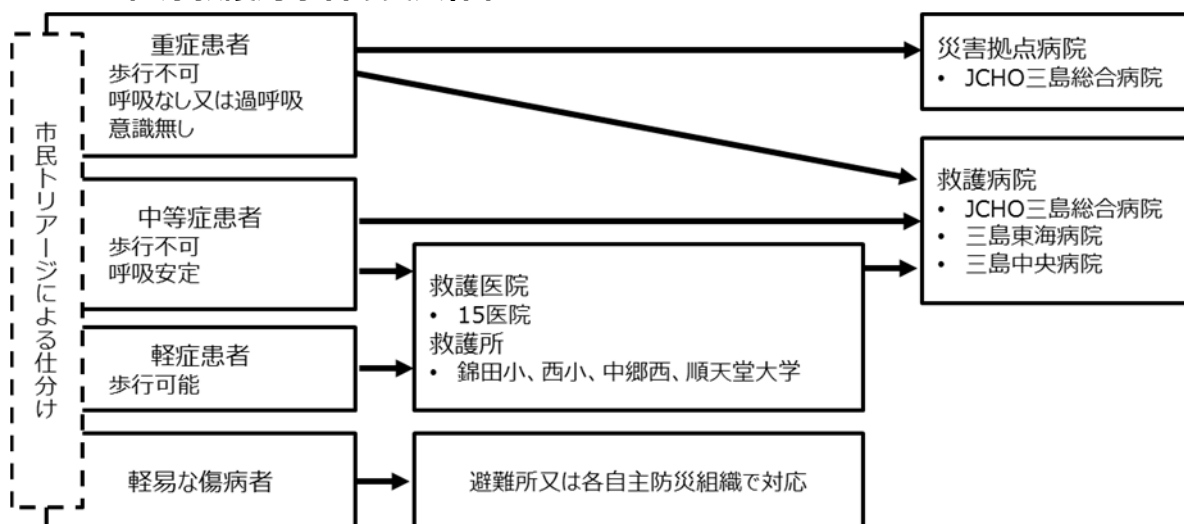 市民トリアージによる仕分け
重症患者
歩行不可
呼吸なし又は過呼吸
意識無し
中等症患者
歩行不可
呼吸安定
軽症患者
歩行可能
軽易な傷病者
救護医院
• 15医院
救護所
• 錦田小、西小、中郷西、順天堂大学
避難所又は各自主防災組織で対応
災害拠点病院
• JCHO三島総合病院
救護病院
• JCHO三島総合病院
• 三島東海病院
• 三島中央病院